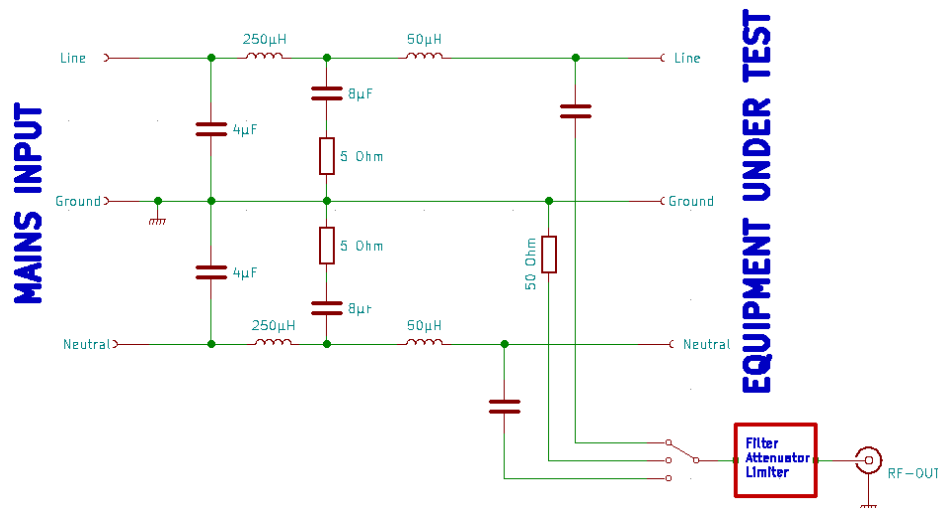 250µH
50µH
Line
Line
8µF
4µF
5 Ohm
MAINS INPUT
Ground
Ground
5 Ohm
50 Ohm
4µF
8µF
250µH
50µH
Neutral
Neutral
EQUIPMENT UNDER TEST
Filter
Attenuator
Limiter
RF-OUT